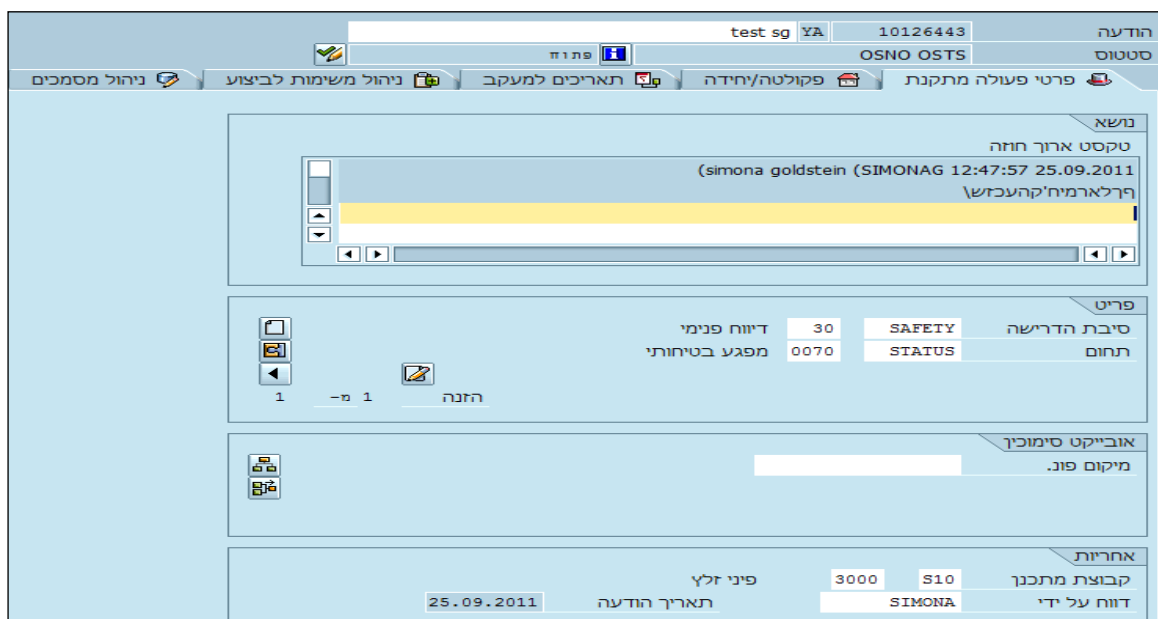 הודעה 10126443 YA test sg
סטטוס OSNO OSTS פתוח
פרטי פעולה מתקנת פקולטה/יחידה תאריכים למעקב ניהול משימות לביצוע ניהול מסמכים
נושא
טקסט ארוך חוזה
(simona goldstein (SIMONAG 12:47:57 25.09.2011
ףרלארמיח'קהעכזש\
פריט
סיבת הדרישה SAFETY 30 דיווח פנימי
תחום STATUS 0070 מפגע בטיחותי
הזנה 1 מ- 1
אובייקט סימוכין
מיקום פונ.
אחריות
קבוצת מתכנן S10 3000 פיני זלץ
דווח על ידי SIMONA תאריך הודעה 25.09.2011